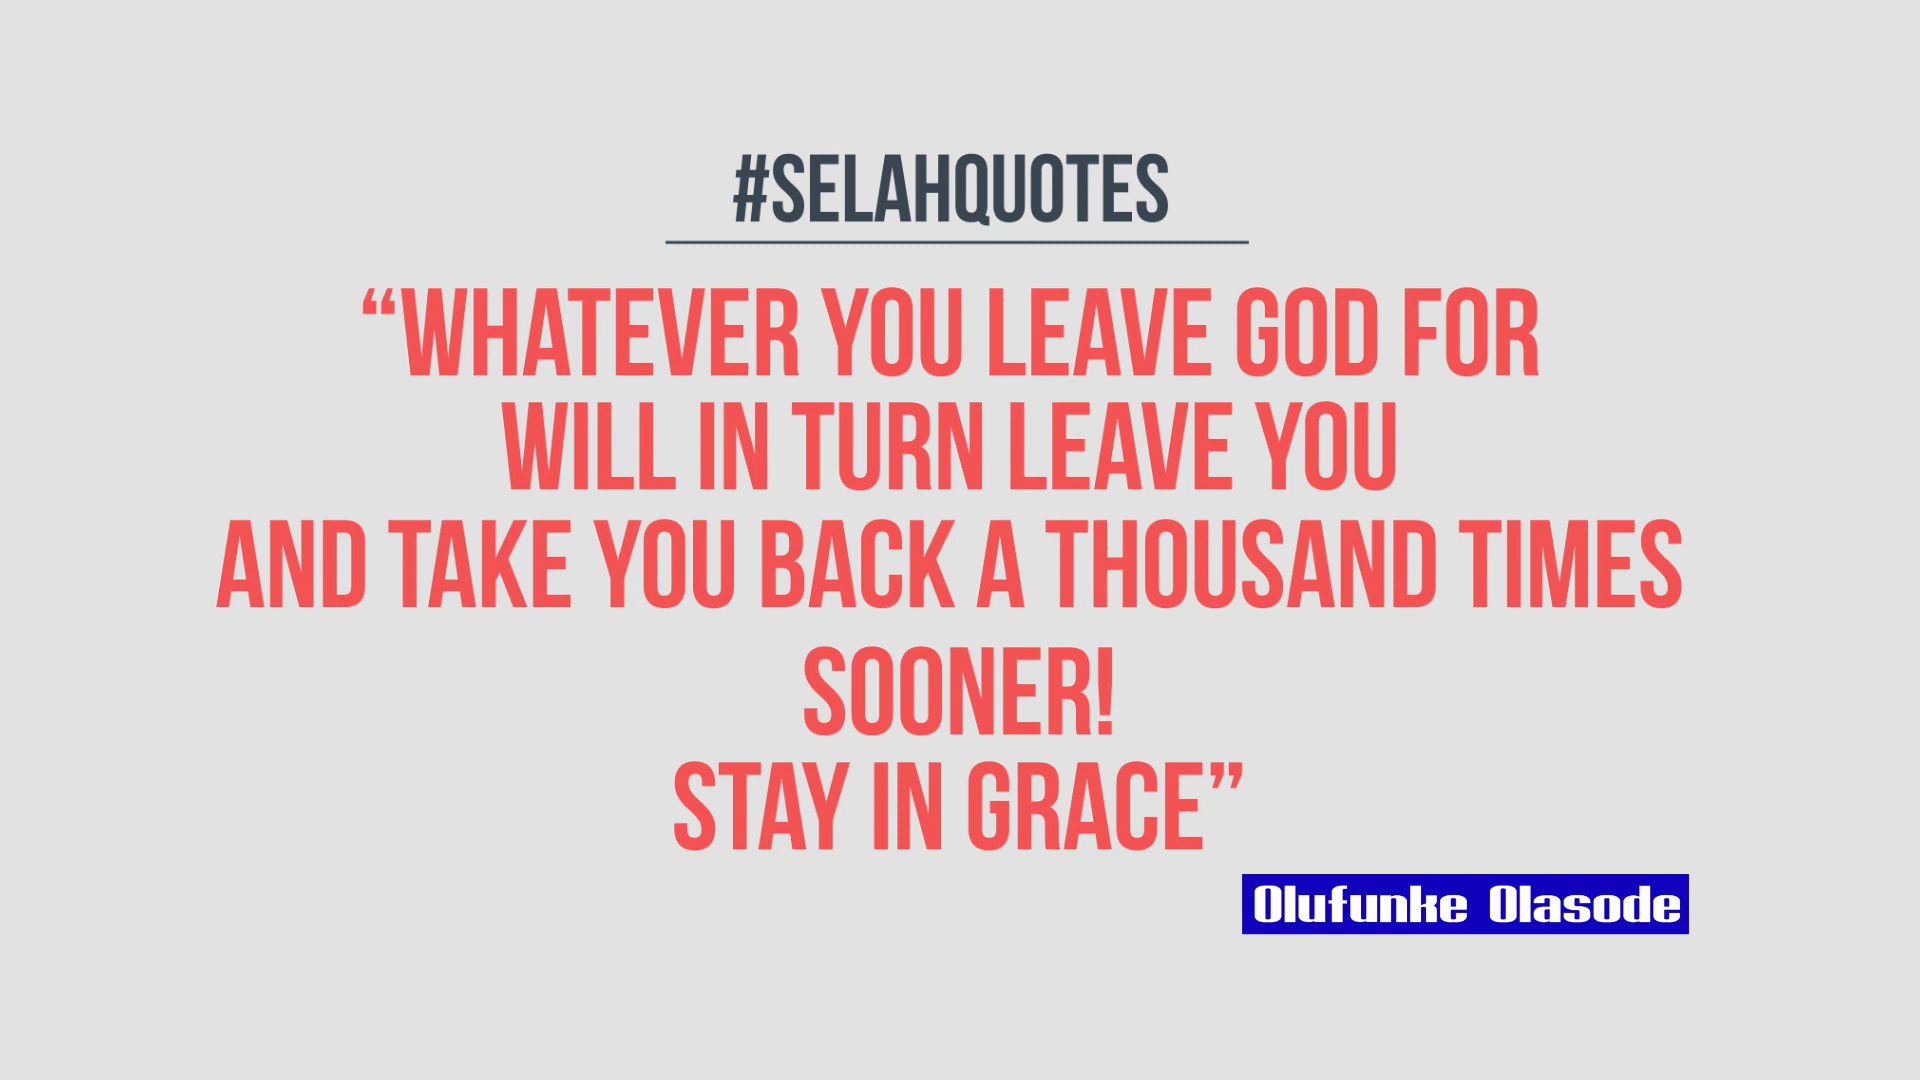 #SELAHQUOTES
“WHATEVER YOU LEAVE GOD FOR
WILL IN TURN LEAVE YOU
AND TAKE YOU BACK A THOUSAND TIMES
SOONER!
STAY IN GRACE”
Olufunke Olasode